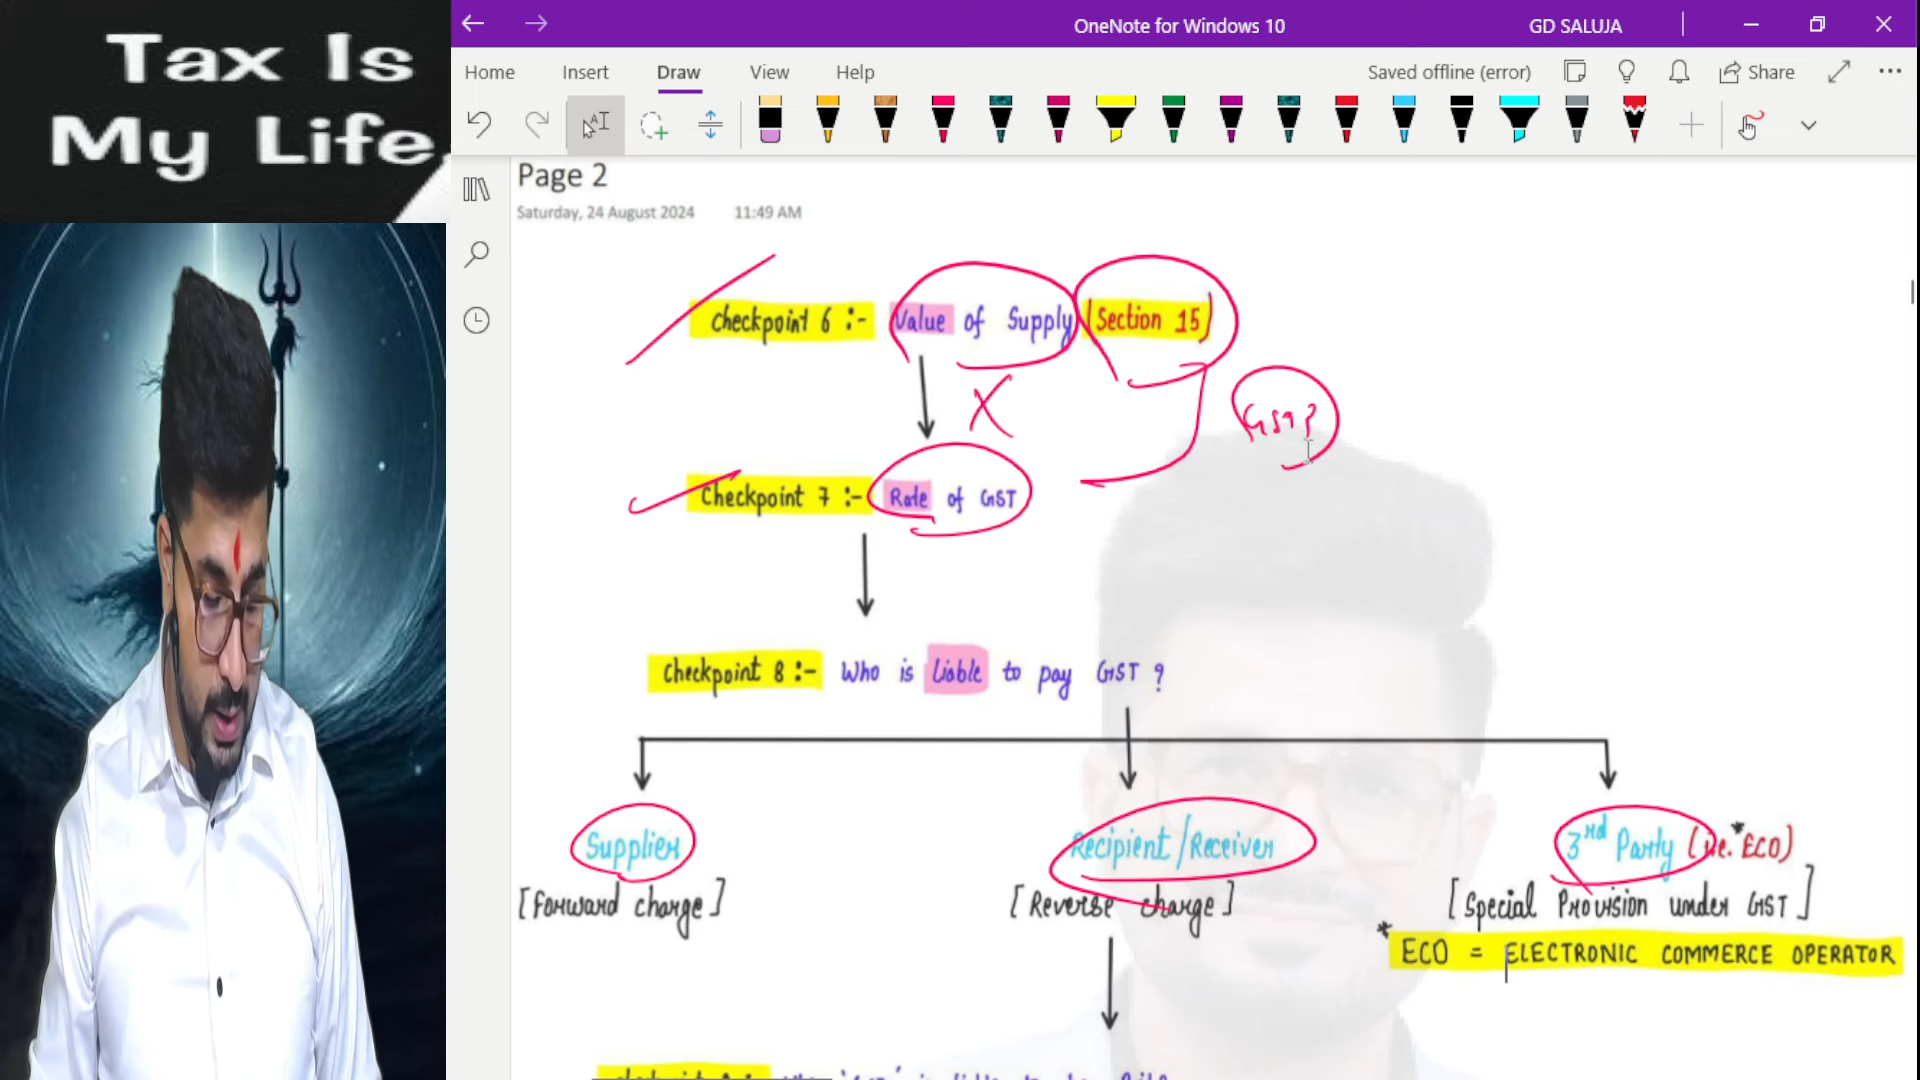 Tax Is
My Life.
OneNote for Windows 10
GD SALUJA
Home Insert Draw View Help
Saved offline (error)
Share
Page 2
Saturday, 24 August 2024 11:49 AM
Checkpoint 6 :- Value of Supply (Section 15)
X
GST?
Checkpoint 7 :- Rate of GST
Checkpoint 8 :- Who is liable to pay GST ?
Supplier Recipient/Receiver 3rd Party (i.e. *ECO)
[Forward charge] [Reverse charge] [Special Provision under GST]
* ECO = ELECTRONIC COMMERCE OPERATOR